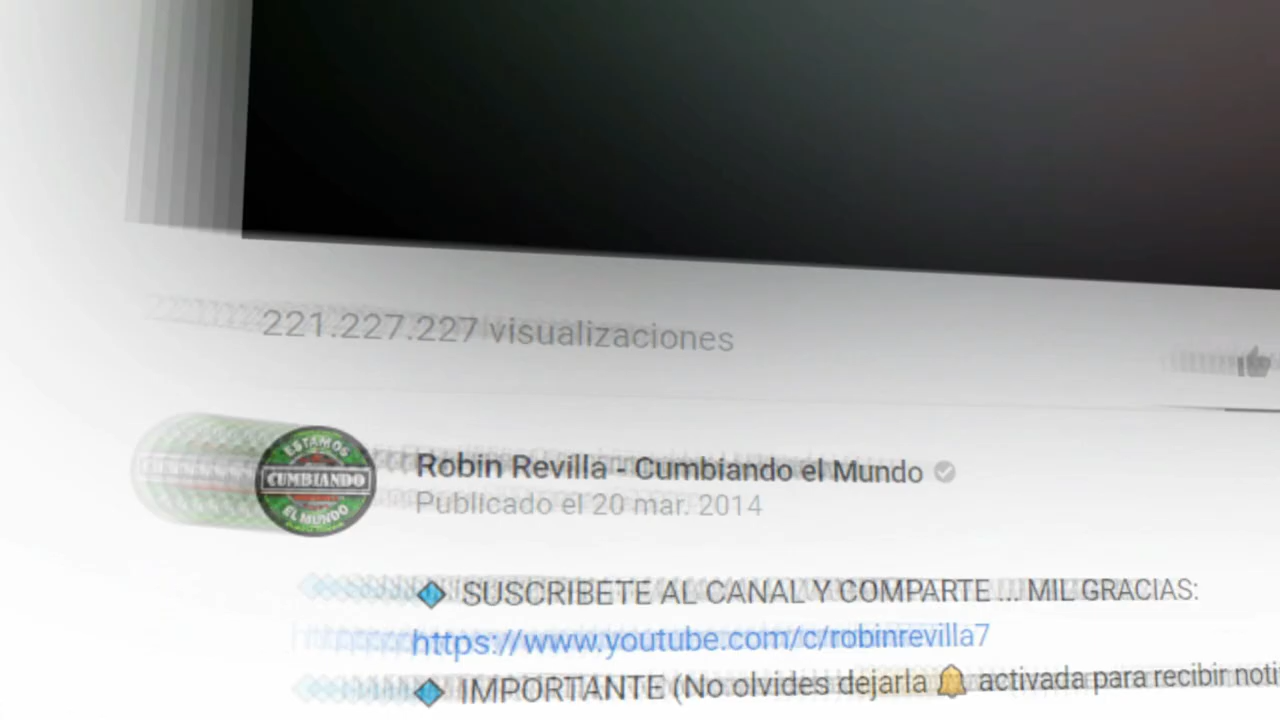 221.227.227 visualizaciones
ESTAMOS
CUMBIANDO
EL MUNDO
Robin Revilla - Cumbiando el Mundo
Publicado el 20 mar. 2014
SUSCRIBETE AL CANAL Y COMPARTE ... MIL GRACIAS:
https://www.youtube.com/c/robinrevilla7
IMPORTANTE (No olvides dejarla 🔔 activada para recibir noti